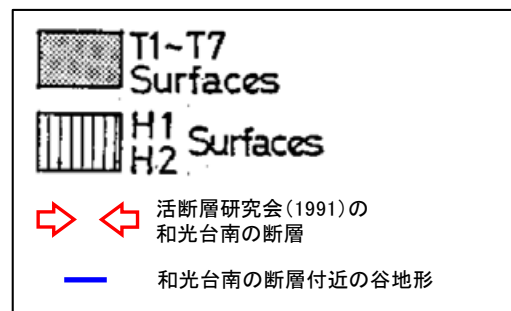 T1~T7
Surfaces
H1
H2 Surfaces
活断層研究会(1991)の
和光台南の断層
和光台南の断層付近の谷地形